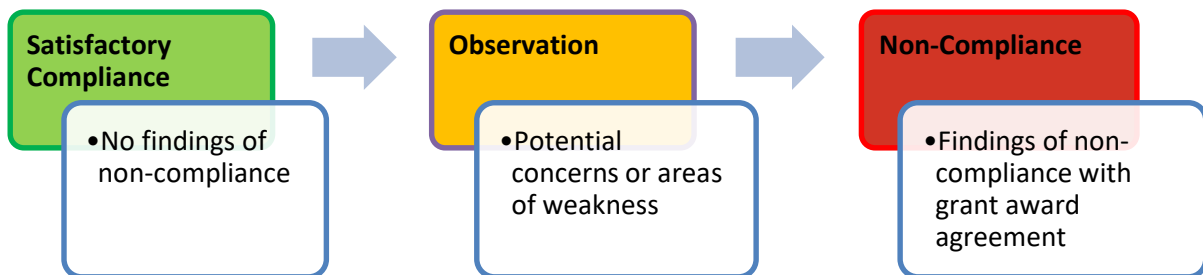 Satisfactory
Compliance
•No findings of
non-compliance
Observation
•Potential
concerns or areas
of weakness
Non-Compliance
•Findings of non-
compliance with
grant award
agreement